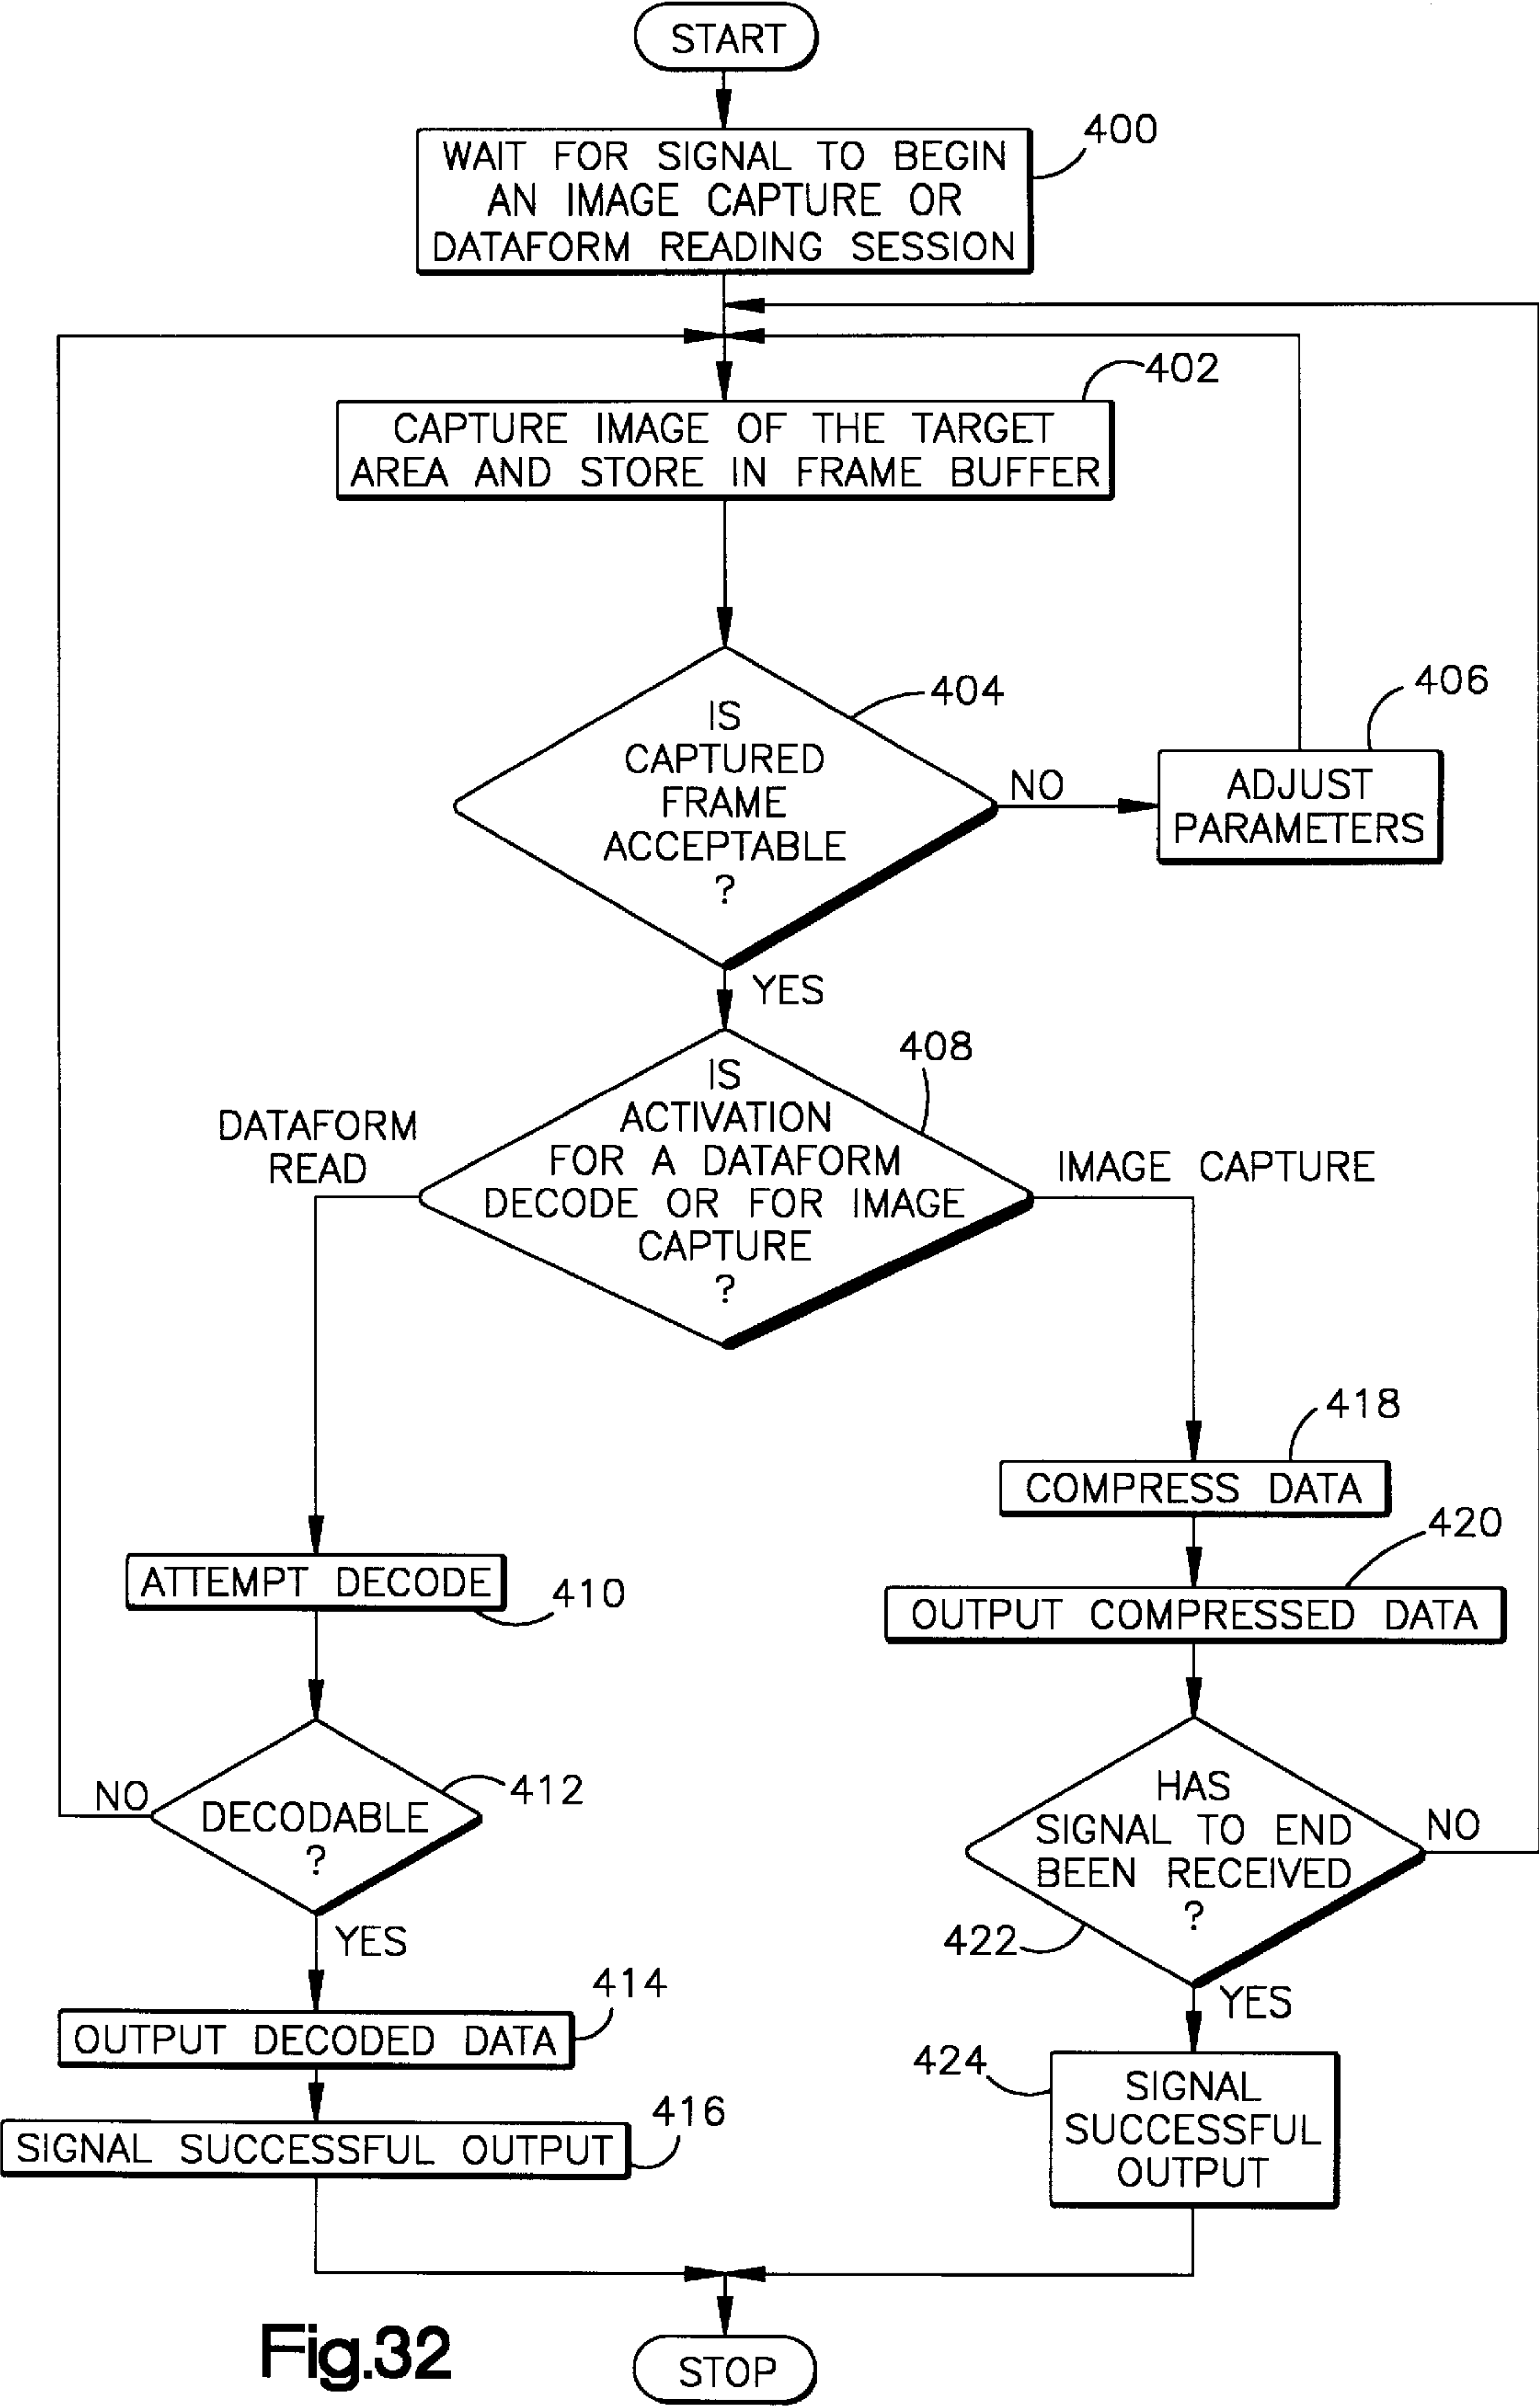 START
400
WAIT FOR SIGNAL TO BEGIN
AN IMAGE CAPTURE OR
DATAFORM READING SESSION
402
CAPTURE IMAGE OF THE TARGET
AREA AND STORE IN FRAME BUFFER
404
IS
CAPTURED
FRAME
ACCEPTABLE
?
NO
406
ADJUST
PARAMETERS
YES
408
IS
ACTIVATION
FOR A DATAFORM
DECODE OR FOR IMAGE
CAPTURE
?
DATAFORM
READ
IMAGE CAPTURE
418
COMPRESS DATA
420
OUTPUT COMPRESSED DATA
ATTEMPT DECODE
410
412
NO
DECODABLE
?
HAS
SIGNAL TO END
BEEN RECEIVED
?
NO
422
YES
YES
414
OUTPUT DECODED DATA
416
SIGNAL SUCCESSFUL OUTPUT
424
SIGNAL
SUCCESSFUL
OUTPUT
Fig.32
STOP